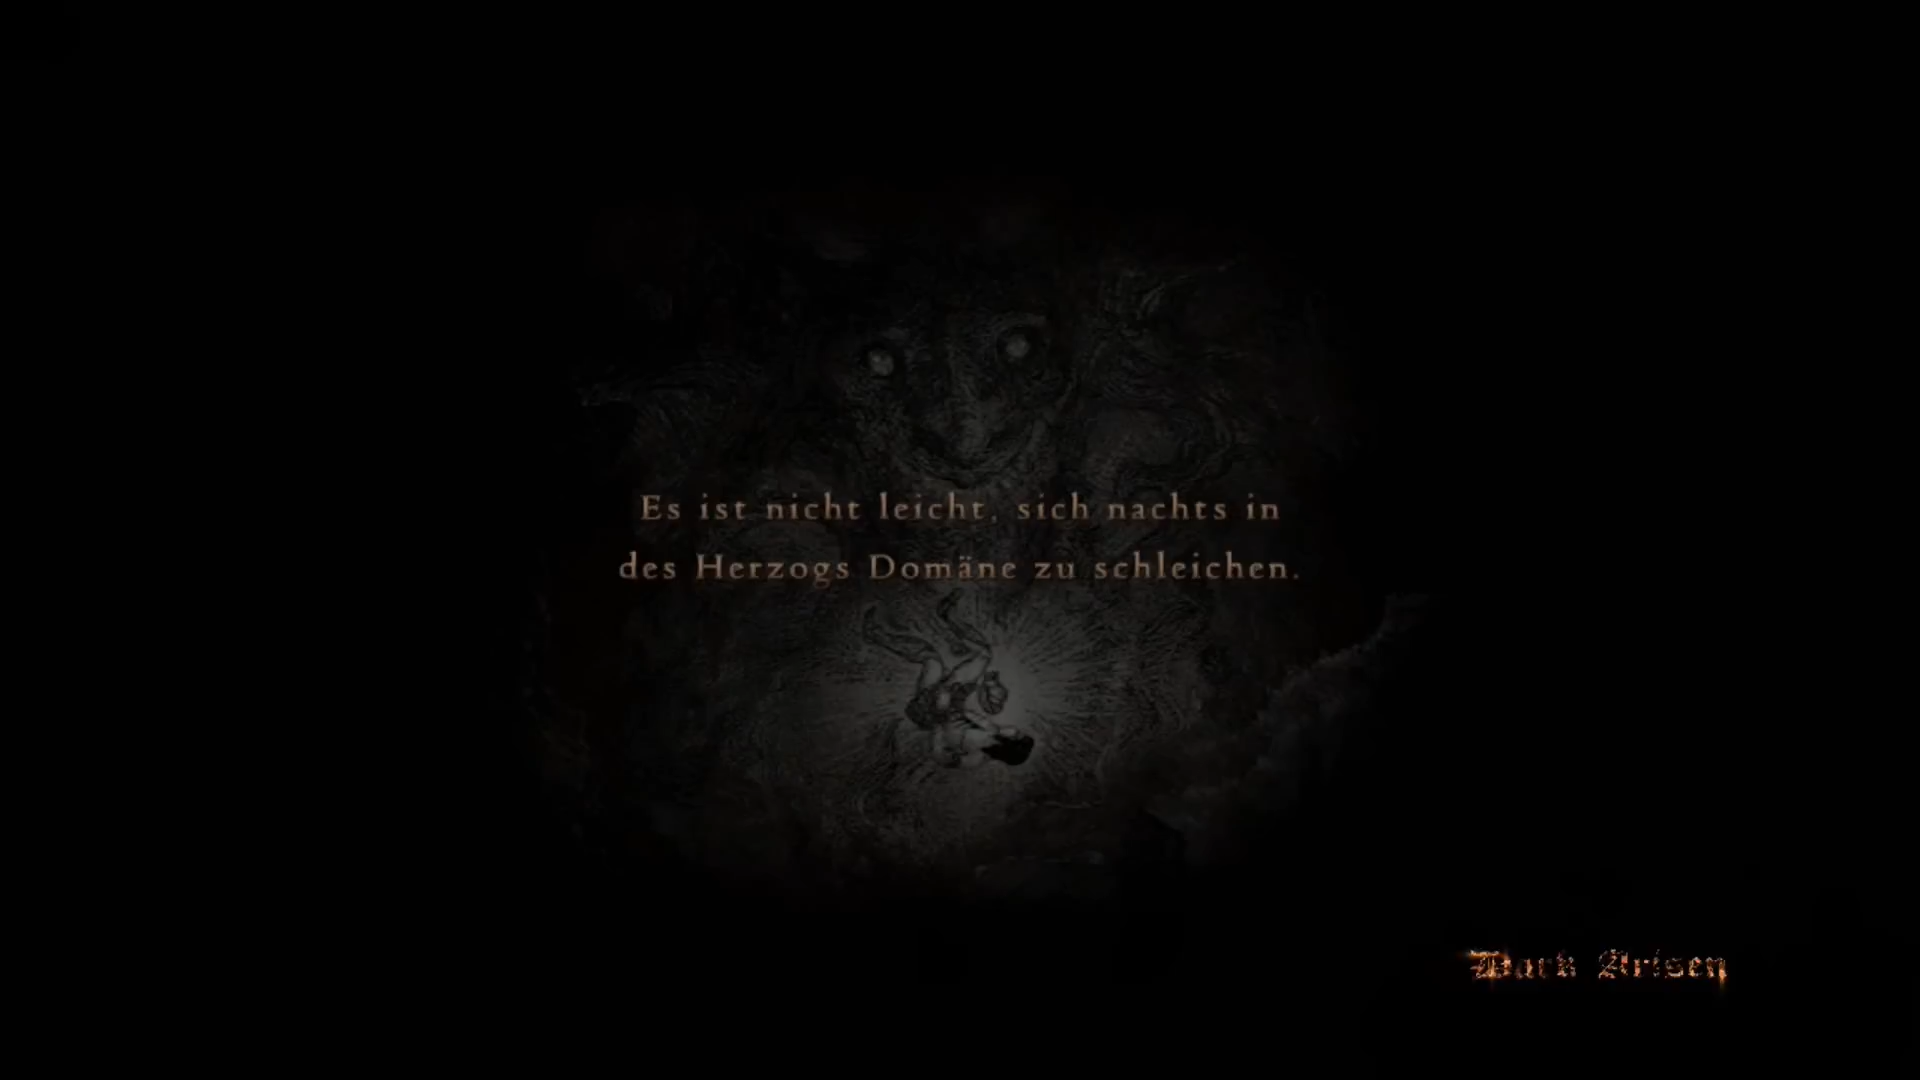 Es ist nicht leicht, sich nachts in
des Herzogs Domäne zu schleichen.
Dark Arisen